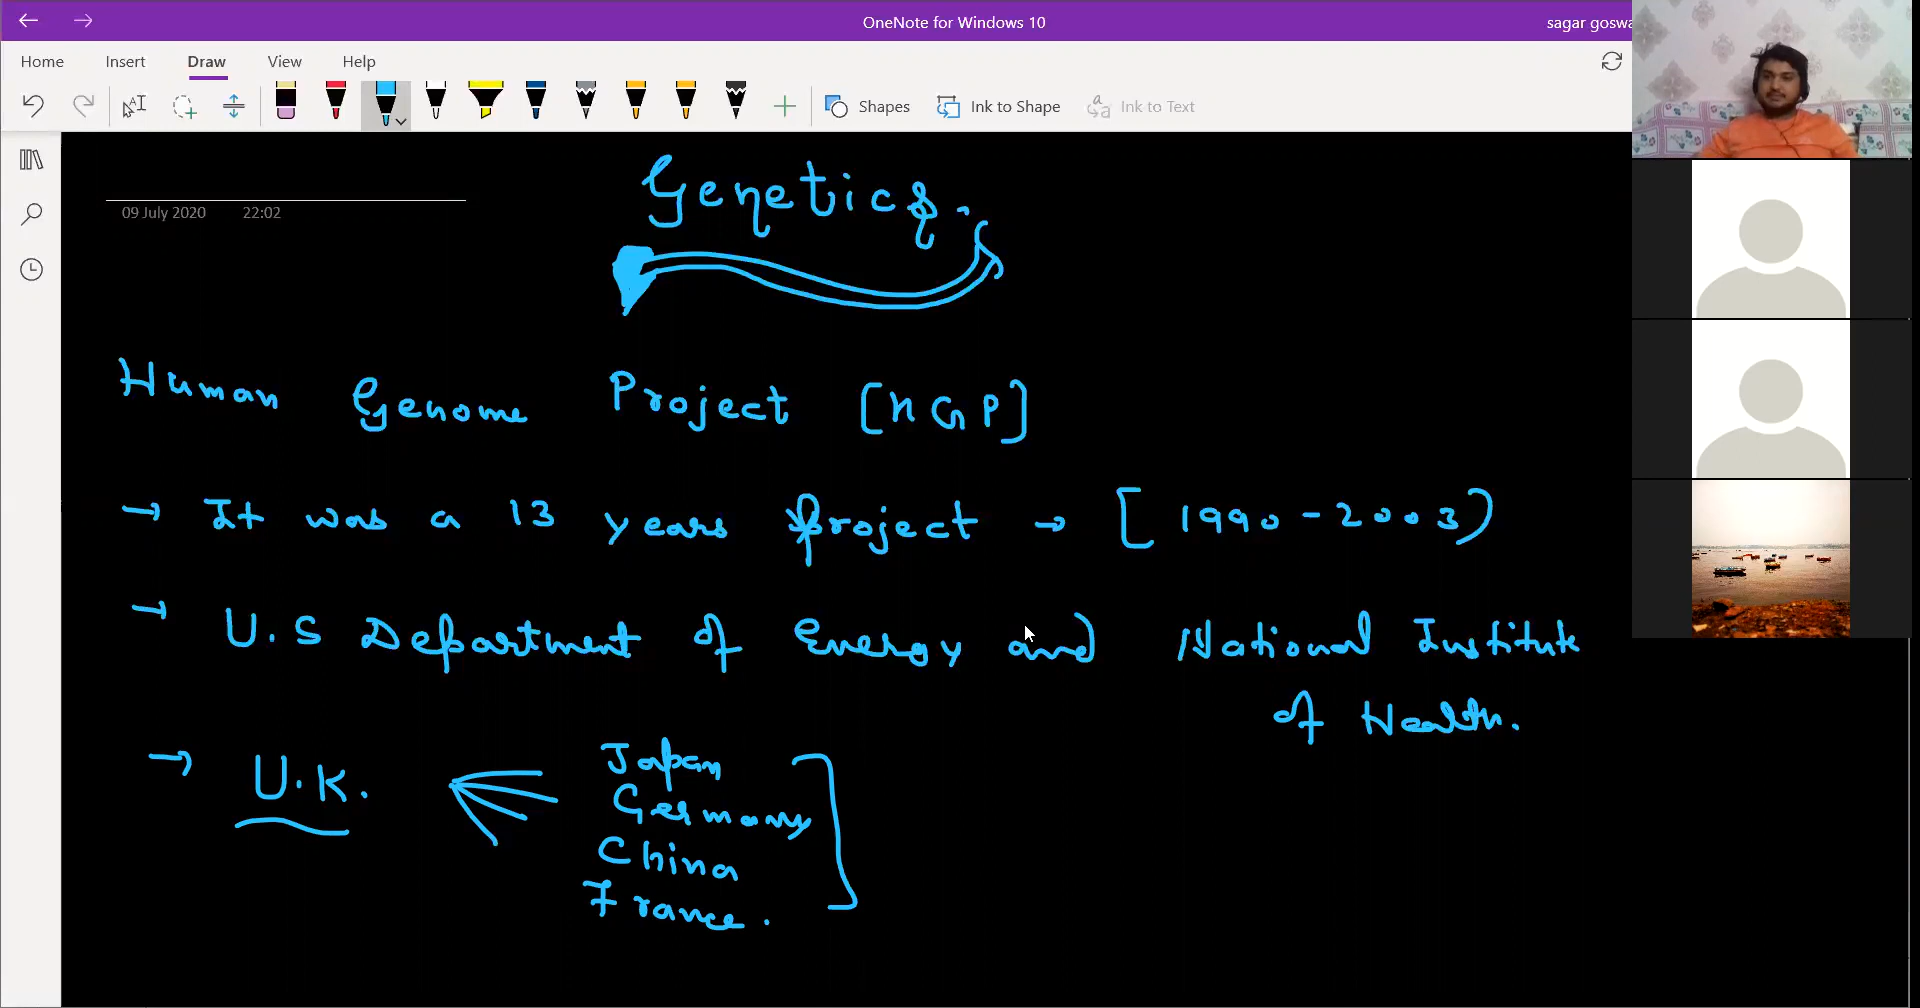 OneNote for Windows 10
sagar goswa
Home Insert Draw View Help
Shapes Ink to Shape Ink to Text
Genetics.
09 July 2020 22:02
Human Genome Project [HGP]
→ It was a 13 years project → [1990-2003)
→ U.S Department of Energy and National Institute
of Health.
→ U.K.
Japan
Germany
China
France.